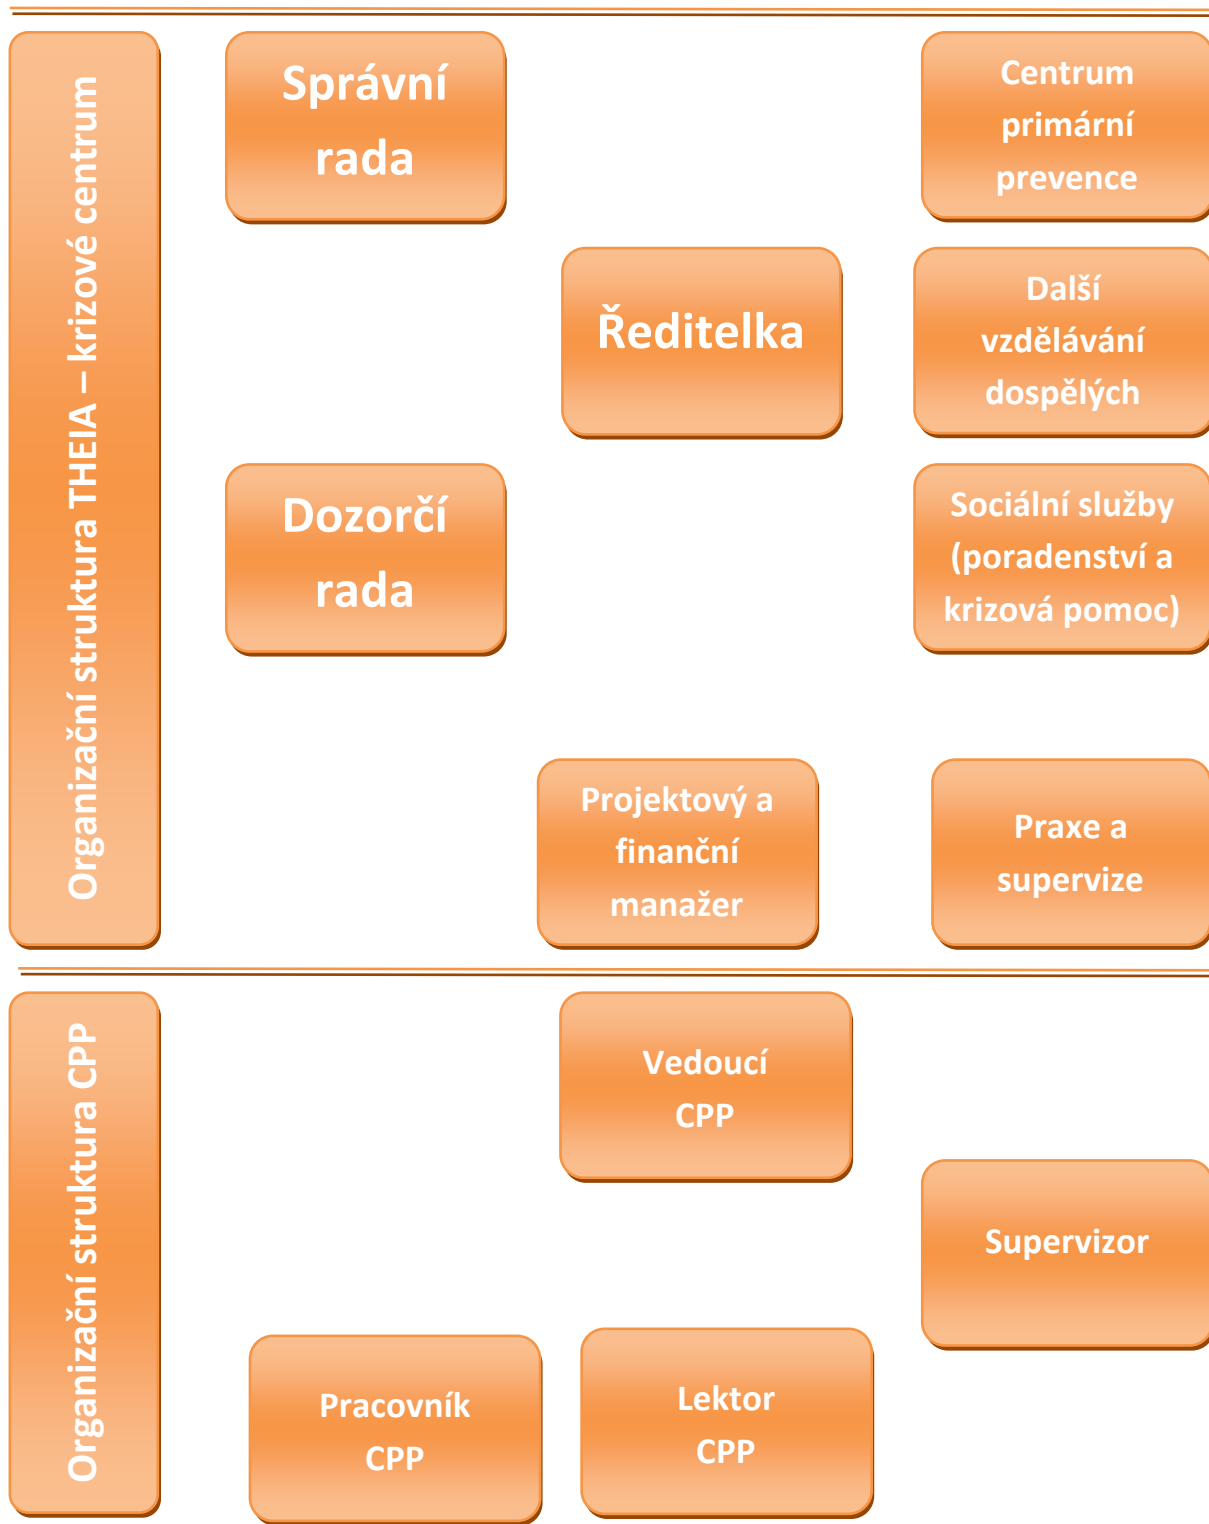 Organizační struktura THEIA – krizové centrum
Správní
rada
Centrum
primární
prevence
Ředitelka
Další
vzdělávání
dospělých
Dozorčí
rada
Sociální služby
(poradenství a
krizová pomoc)
Projektový a
finanční
manažer
Praxe a
supervize
Organizační struktura CPP
Vedoucí
CPP
Supervizor
Pracovník
CPP
Lektor
CPP